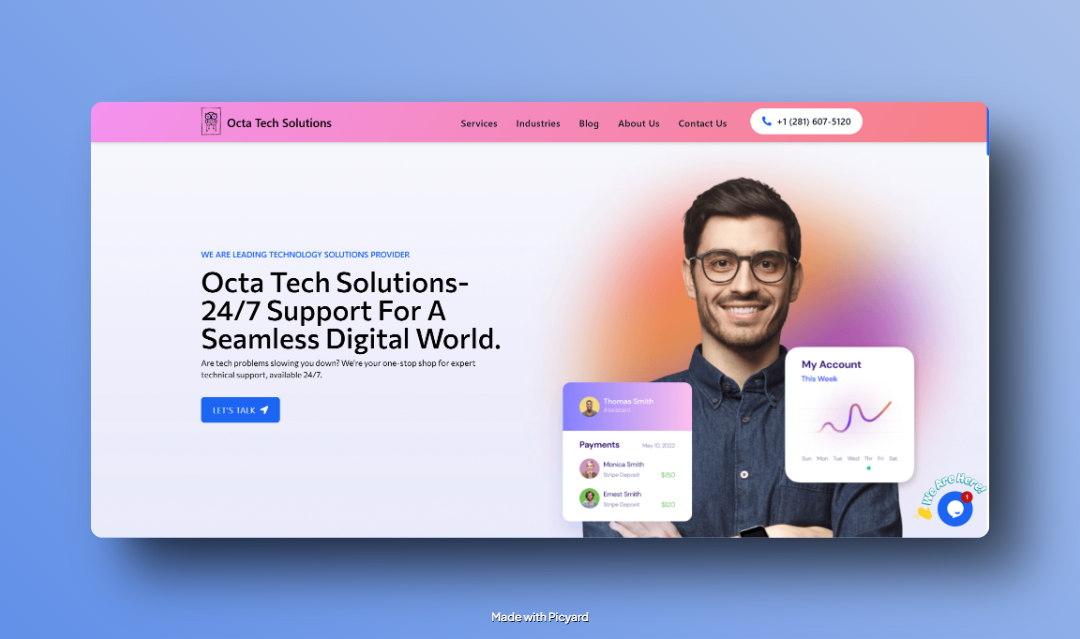 Octa Tech Solutions
Services Industries Blog About Us Contact Us
+1 (281) 607-5120
WE ARE LEADING TECHNOLOGY SOLUTIONS PROVIDER
Octa Tech Solutions-
24/7 Support For A
Seamless Digital World.
Are tech problems slowing you down? We're your one-stop shop for expert
technical support, available 24/7.
LET'S TALK
Thomas Smith
Assistant
Payments May 10, 2022
Monica Smith
Stripe Deposit $150
Ernest Smith
Stripe Deposit $120
My Account
This Week
Sun Mon Tue Wed Thr Fri Sat
We Are Here!
1
Made with Picyard